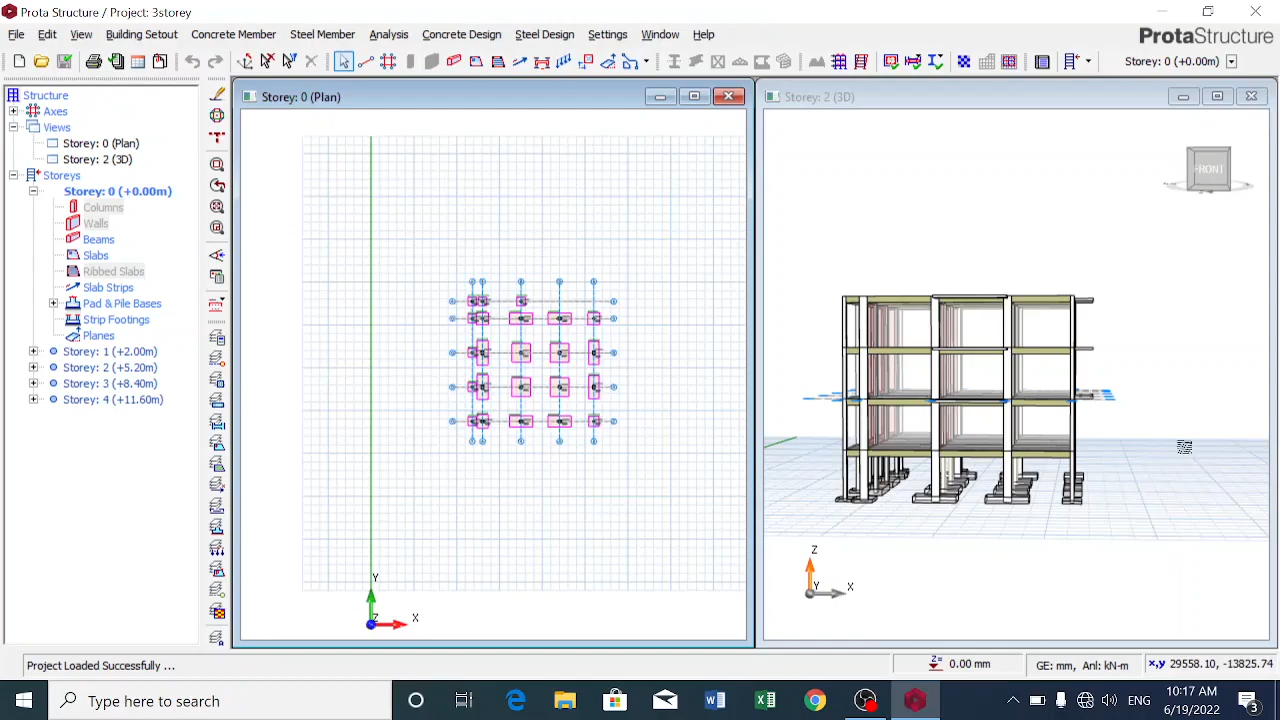 Prota Structure / Project: 3storey
File Edit View Building Setout Concrete Member Steel Member Analysis Concrete Design Steel Design Settings Window Help
ProtaStructure
Storey: 0 (+0.00m)
Structure
Axes
Views
Storey: 0 (Plan)
Storey: 2 (3D)
Storeys
Storey: 0 (+0.00m)
Columns
Walls
Beams
Slabs
Ribbed Slabs
Slab Strips
Pad & Pile Bases
Strip Footings
Planes
Storey: 1 (+2.00m)
Storey: 2 (+5.20m)
Storey: 3 (+8.40m)
Storey: 4 (+11.60m)
Storey: 0 (Plan)
Y
Z
X
Storey: 2 (3D)
FRONT
Z
Y
X
Project Loaded Successfully ...
Z= 0.00 mm
GE: mm, Anl: kN-m
x,y 29558.10, -13825.74
Type here to search
ENG
10:17 AM
6/19/2022
3